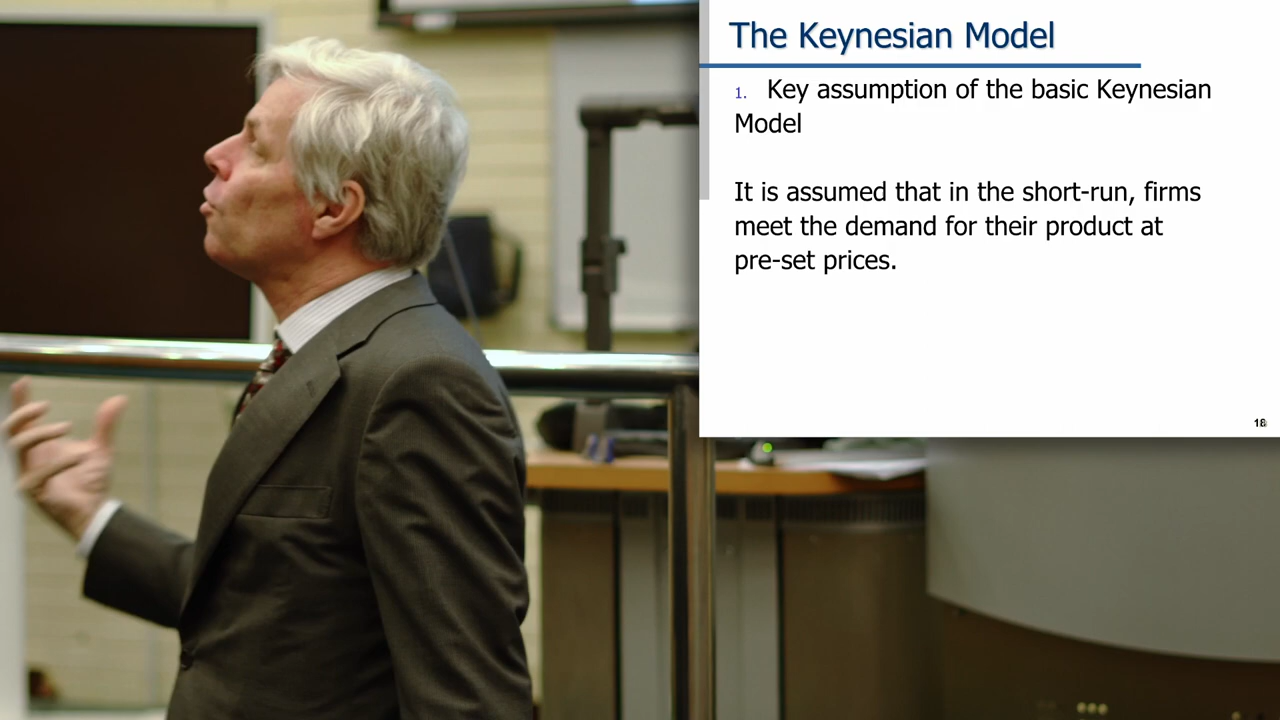 The Keynesian Model
1. Key assumption of the basic Keynesian
Model
It is assumed that in the short-run, firms
meet the demand for their product at
pre-set prices.
18